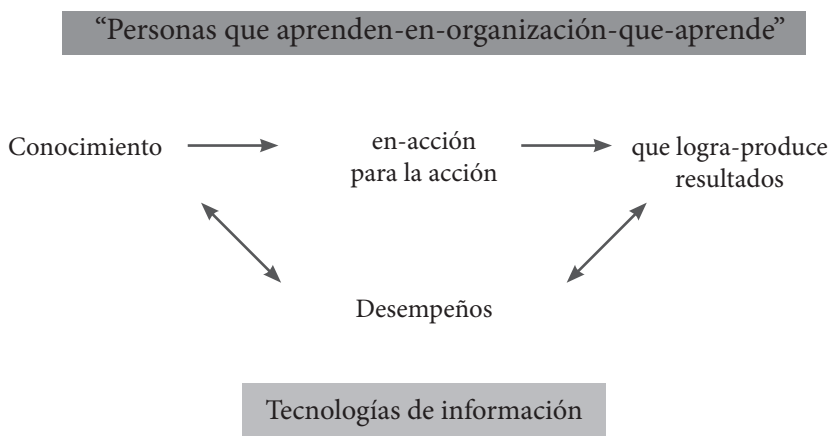 “Personas que aprenden-en-organización-que-aprende”
Conocimiento
en-acción
para la acción
que logra-produce
resultados
Desempeños
Tecnologías de información